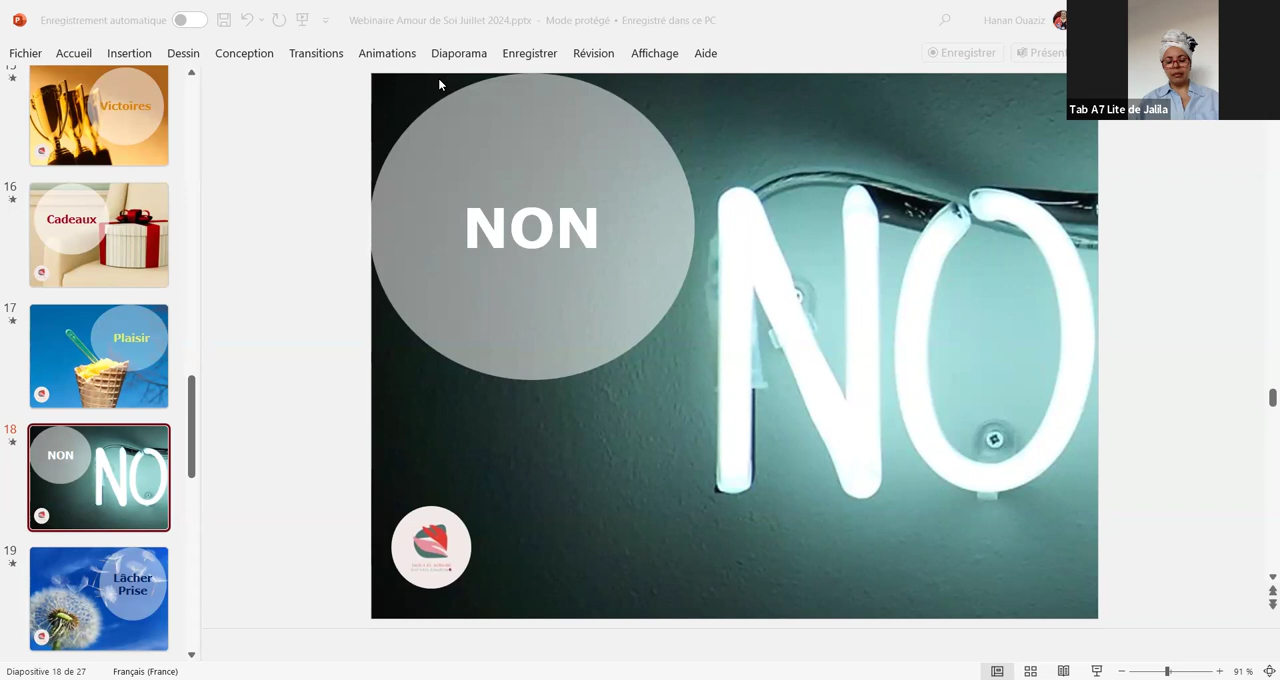 Enregistrement automatique
Webinaire Amour de Soi Juillet 2024.pptx - Mode protégé • Enregistré dans ce PC
Hanan Ouaziz
Fichier Accueil Insertion Dessin Conception Transitions Animations Diaporama Enregistrer Révision Affichage Aide
Enregistrer
Présent
Tab A7 Lite de Jalila
15
Victoires
16
Cadeaux
17
Plaisir
18
NON
NO
19
Lâcher
Prise
NON
NO
Diapositive 18 de 27
Français (France)
91 %